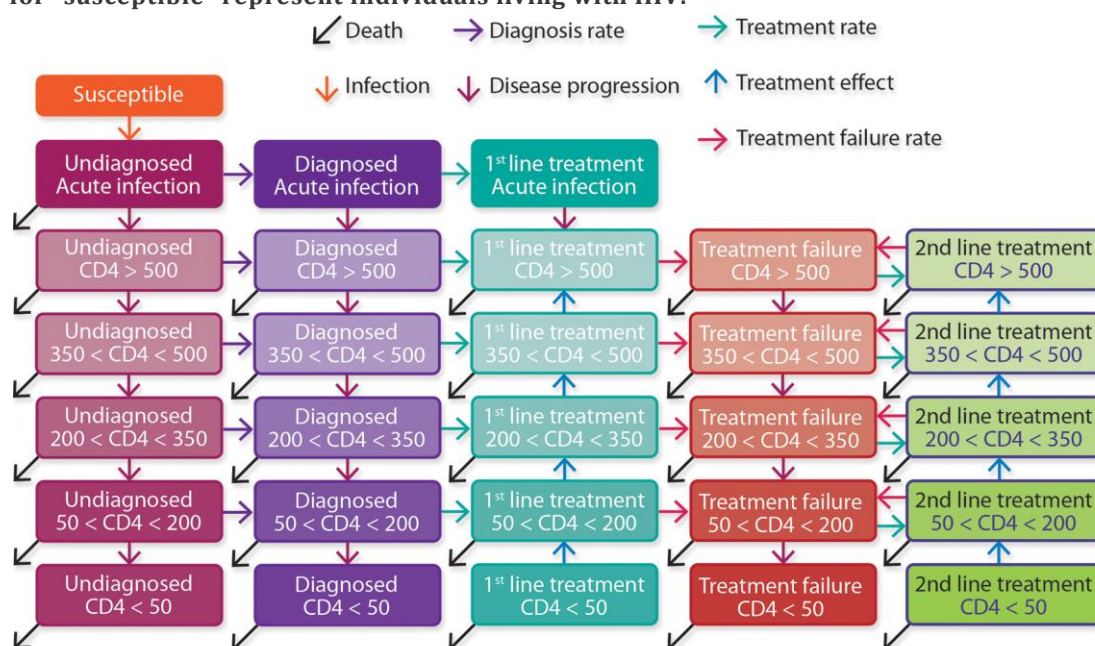 for "susceptible" represent individuals living with HIV.
Death
Diagnosis rate
Treatment rate
Infection
Disease progression
Treatment effect
Treatment failure rate
Susceptible
Undiagnosed
Acute infection
Diagnosed
Acute infection
1st line treatment
Acute infection
Undiagnosed
CD4 > 500
Diagnosed
CD4 > 500
1st line treatment
CD4 > 500
Treatment failure
CD4 > 500
2nd line treatment
CD4 > 500
Undiagnosed
350 < CD4 < 500
Diagnosed
350 < CD4 < 500
1st line treatment
350 < CD4 < 500
Treatment failure
350 < CD4 < 500
2nd line treatment
350 < CD4 < 500
Undiagnosed
200 < CD4 < 350
Diagnosed
200 < CD4 < 350
1st line treatment
200 < CD4 < 350
Treatment failure
200 < CD4 < 350
2nd line treatment
200 < CD4 < 350
Undiagnosed
50 < CD4 < 200
Diagnosed
50 < CD4 < 200
1st line treatment
50 < CD4 < 200
Treatment failure
50 < CD4 < 200
2nd line treatment
50 < CD4 < 200
Undiagnosed
CD4 < 50
Diagnosed
CD4 < 50
1st line treatment
CD4 < 50
Treatment failure
CD4 < 50
2nd line treatment
CD4 < 50